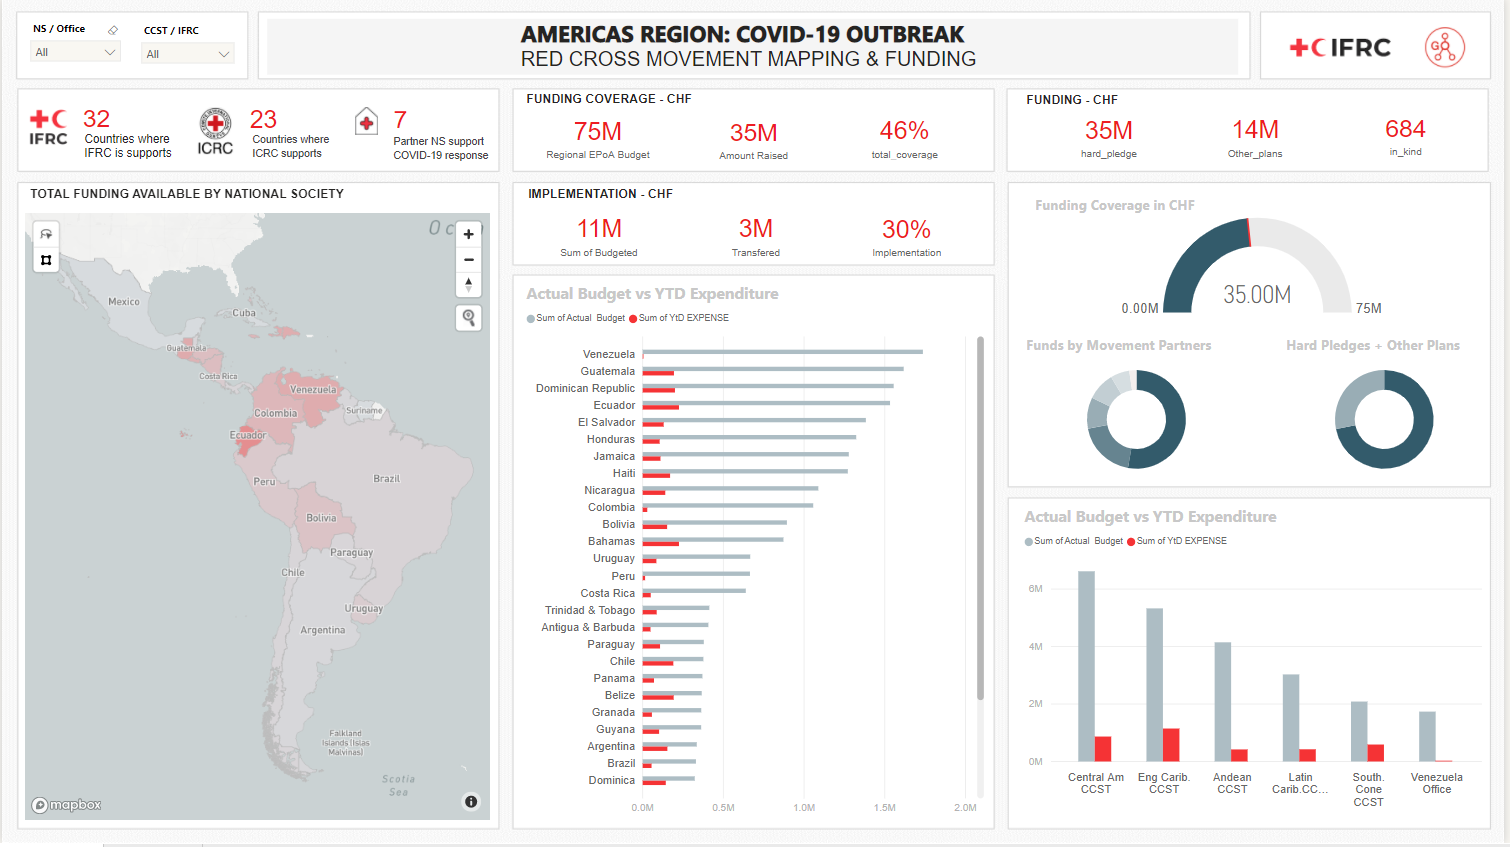 NS / Office
All
CCST / IFRC
All
AMERICAS REGION: COVID-19 OUTBREAK
RED CROSS MOVEMENT MAPPING & FUNDING
IFRC
GO
IFRC
32
Countries where
IFRC is supports
ICRC
23
Countries where
ICRC supports
7
Partner NS support
COVID-19 response
FUNDING COVERAGE - CHF
75M
Regional EPoA Budget
35M
Amount Raised
46%
total_coverage
FUNDING - CHF
35M
hard_pledge
14M
Other_plans
684
in_kind
TOTAL FUNDING AVAILABLE BY NATIONAL SOCIETY
Mexico
Cuba
Guatemala
Costa Rica
Venezuela
Colombia
Suriname
Ecuador
Peru
Brazil
Bolivia
Paraguay
Chile
Uruguay
Argentina
Falkland
Islands (Islas
Malvinas)
Scotia
Sea
mapbox
IMPLEMENTATION - CHF
11M
Sum of Budgeted
3M
Transfered
30%
Implementation
Actual Budget vs YTD Expenditure
Sum of Actual Budget
Sum of YtD EXPENSE
Venezuela
Guatemala
Dominican Republic
Ecuador
El Salvador
Honduras
Jamaica
Haiti
Nicaragua
Colombia
Bolivia
Bahamas
Uruguay
Peru
Costa Rica
Trinidad & Tobago
Antigua & Barbuda
Paraguay
Chile
Panama
Belize
Granada
Guyana
Argentina
Brazil
Dominica
0.0M 0.5M 1.0M 1.5M 2.0M
Funding Coverage in CHF
35.00M
0.00M
75M
Funds by Movement Partners
Hard Pledges + Other Plans
Actual Budget vs YTD Expenditure
Sum of Actual Budget
Sum of YtD EXPENSE
6M
4M
2M
0M
Central Am
CCST
Eng Carib.
CCST
Andean
CCST
Latin
Carib.CC...
South.
Cone
CCST
Venezuela
Office